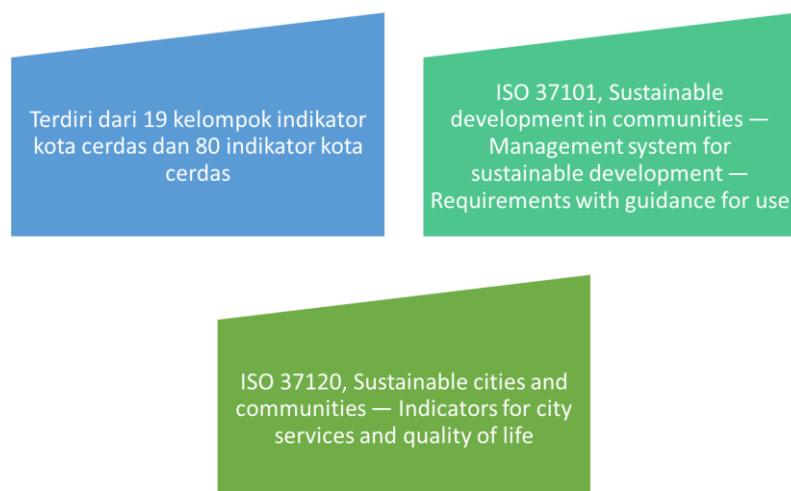 Terdiri dari 19 kelompok indikator
kota cerdas dan 80 indikator kota
cerdas
ISO 37101, Sustainable
development in communities —
Management system for
sustainable development —
Requirements with guidance for use
ISO 37120, Sustainable cities and
communities — Indicators for city
services and quality of life